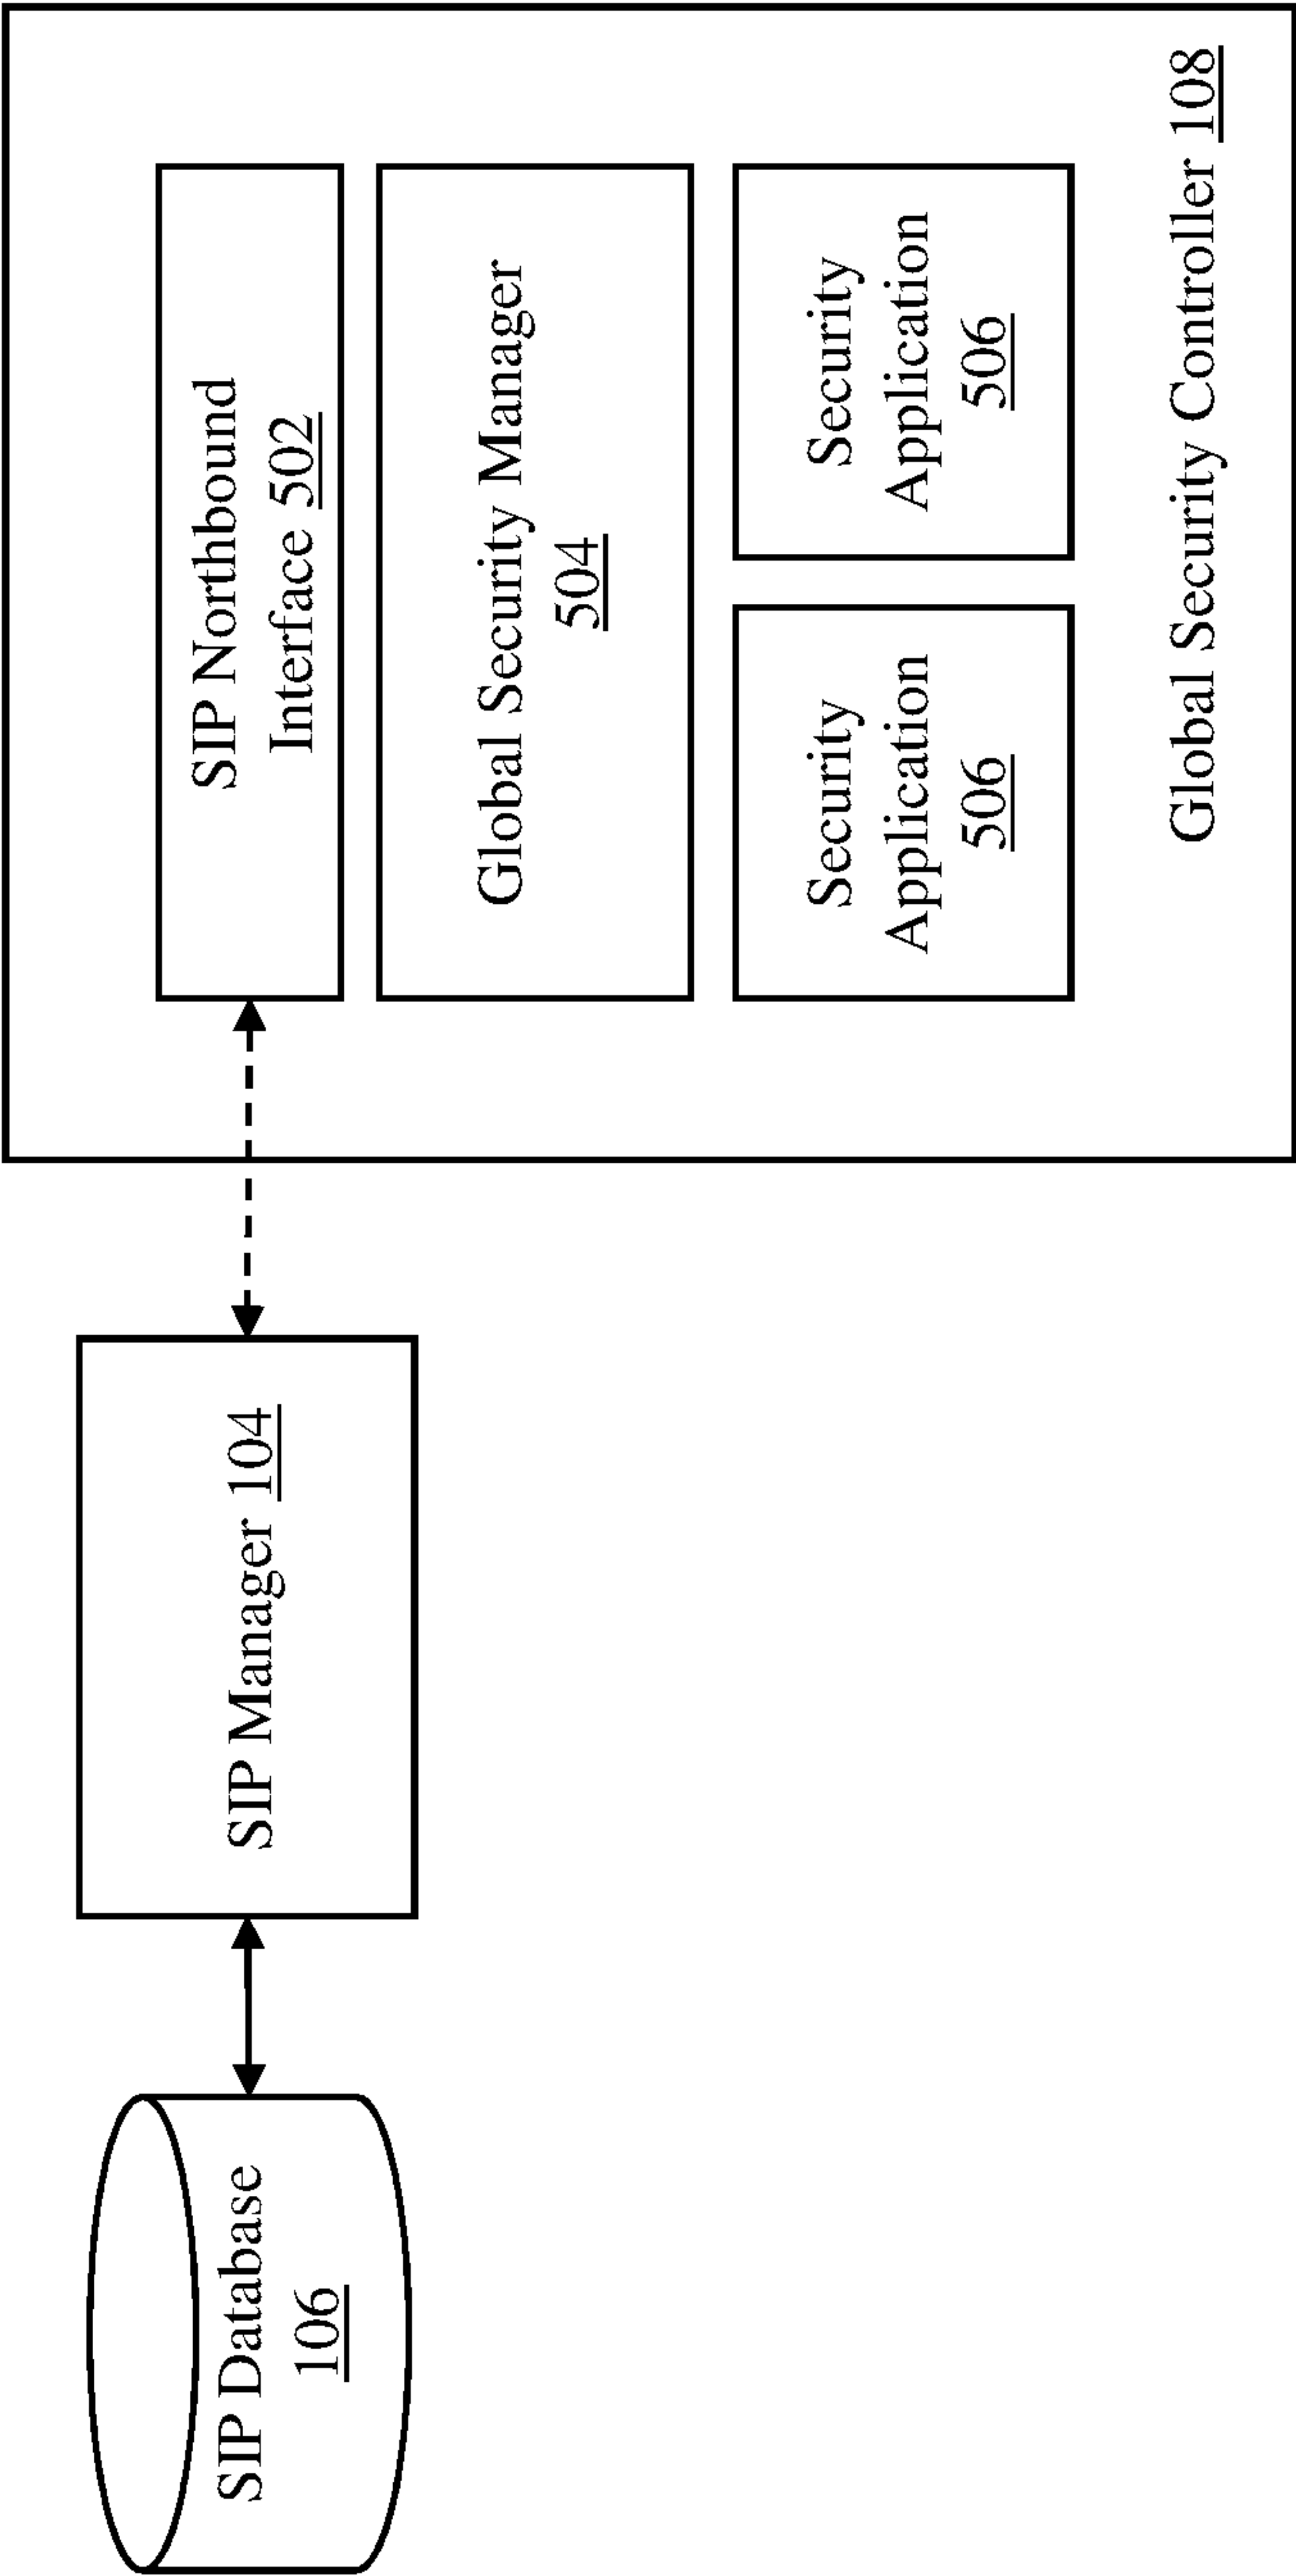 SIP Database
106
SIP Manager 104
SIP Northbound
Interface 502
Global Security Manager
504
Security
Application
506
Security
Application
506
Global Security Controller 108